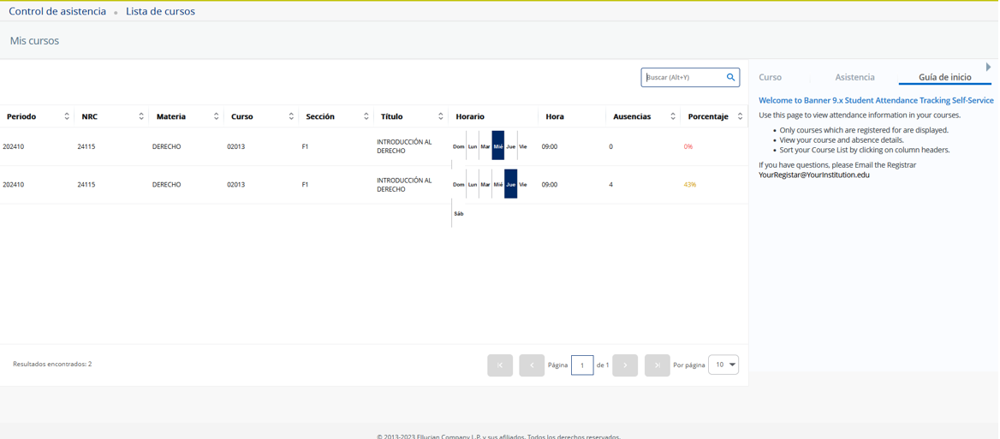 Control de asistencia • Lista de cursos
Mis cursos
Buscar (Alt+Y)
Curso Asistencia Guía de inicio
Welcome to Banner 9.x Student Attendance Tracking Self-Service
Use this page to view attendance information in your courses.
• Only courses which are registered for are displayed.
• View your course and absence details.
• Sort your Course List by clicking on column headers.
If you have questions, please Email the Registrar
YourRegistar@YourInstitution.edu
Periodo NRC Materia Curso Sección Título Horario Hora Ausencias Porcentaje
202410 24115 DERECHO 02013 F1 INTRODUCCIÓN AL DERECHO Dom Lun Mar Mié Jue Vie 09:00 0 0%
202410 24115 DERECHO 02013 F1 INTRODUCCIÓN AL DERECHO Dom Lun Mar Mié Jue Vie 09:00 4 43%
Sáb
Resultados encontrados: 2
Página 1 de 1 Por página 10
© 2013-2023 Ellucian Company L.P. y sus afiliados. Todos los derechos reservados.